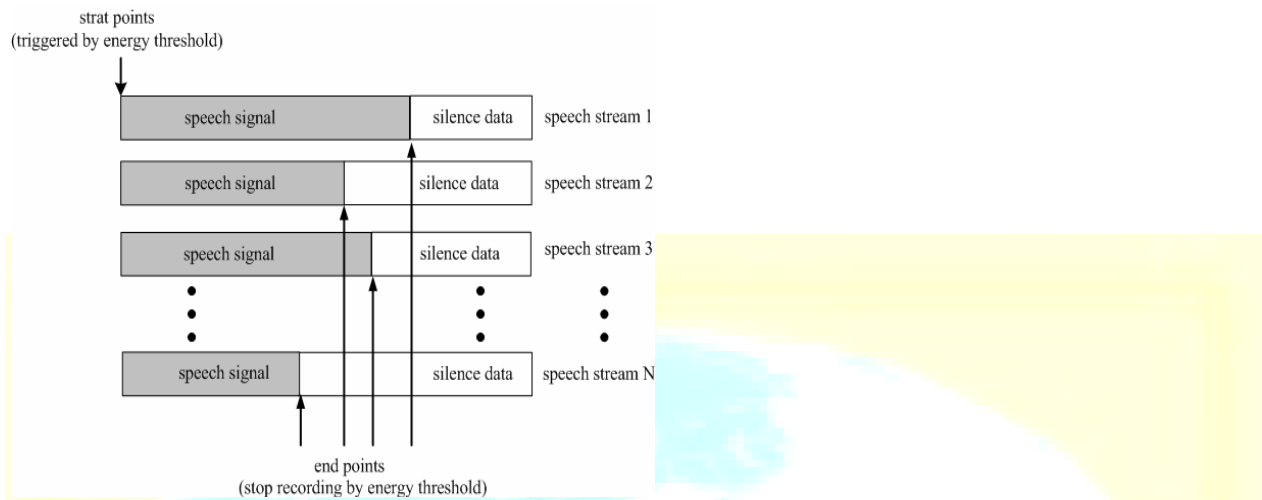 strat points
(triggered by energy threshold)
speech signal silence data speech stream 1
speech signal silence data speech stream 2
speech signal silence data speech stream 3
speech signal silence data speech stream N
end points
(stop recording by energy threshold)